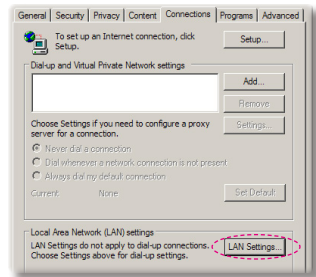 General Security Privacy Content Connections Programs Advanced
To set up an Internet connection, click
Setup.
Setup...
Dial-up and Virtual Private Network settings
Add...
Remove
Choose Settings if you need to configure a proxy
server for a connection.
Settings...
Never dial a connection
Dial whenever a network connection is not present
Always dial my default connection
Current None
Set Default
Local Area Network (LAN) settings
LAN Settings do not apply to dial-up connections.
Choose Settings above for dial-up settings.
LAN Settings...